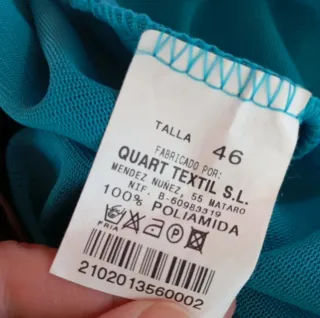 TALLA 46
FABRICADO POR:
QUART TEXTIL S.L.
MENDEZ NUÑEZ, 55 MATARO
NIF. B-60983319
100% POLIAMIDA
FRIA
2102013560002